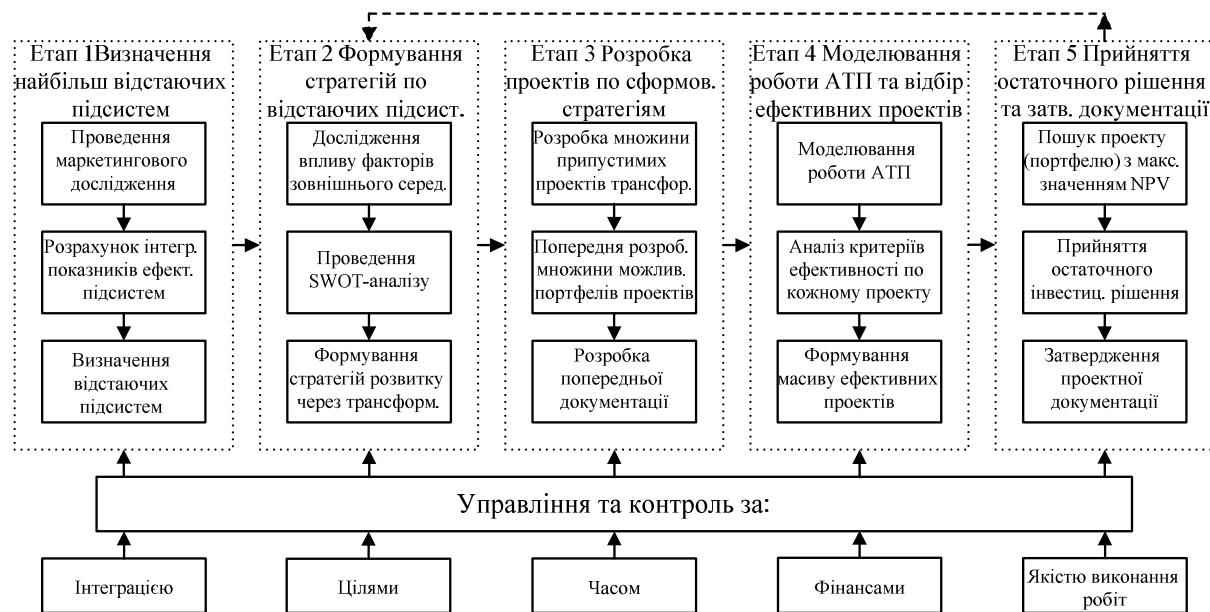 Етап 1Визначення
найбільш відстаючих
підсистем
Проведення
маркетингового
дослідження
Розрахунок інтегр.
показників ефект.
підсистем
Визначення
відстаючих
підсистем
Етап 2 Формування
стратегій по
відстаючих підсист.
Дослідження
впливу факторів
зовнішнього серед.
Проведення
SWOT-аналізу
Формування
стратегій розвитку
через трансформ.
Етап 3 Розробка
проектів по сформов.
стратегіям
Розробка множини
припустимих
проектів трансфор.
Попередня розроб.
множини можлив.
портфелів проектів
Розробка
попередньої
документації
Етап 4 Моделювання
роботи АТП та відбір
ефективних проектів
Моделювання
роботи АТП
Аналіз критеріїв
ефективності по
кожному проекту
Формування
масиву ефективних
проектів
Етап 5 Прийняття
остаточного рішення
та затв. документації
Пошук проекту
(портфелю) з макс.
значенням NPV
Прийняття
остаточного
інвестиц. рішення
Затвердження
проектної
документації
Управління та контроль за:
Інтеграцією
Цілями
Часом
Фінансами
Якістю виконання
робіт